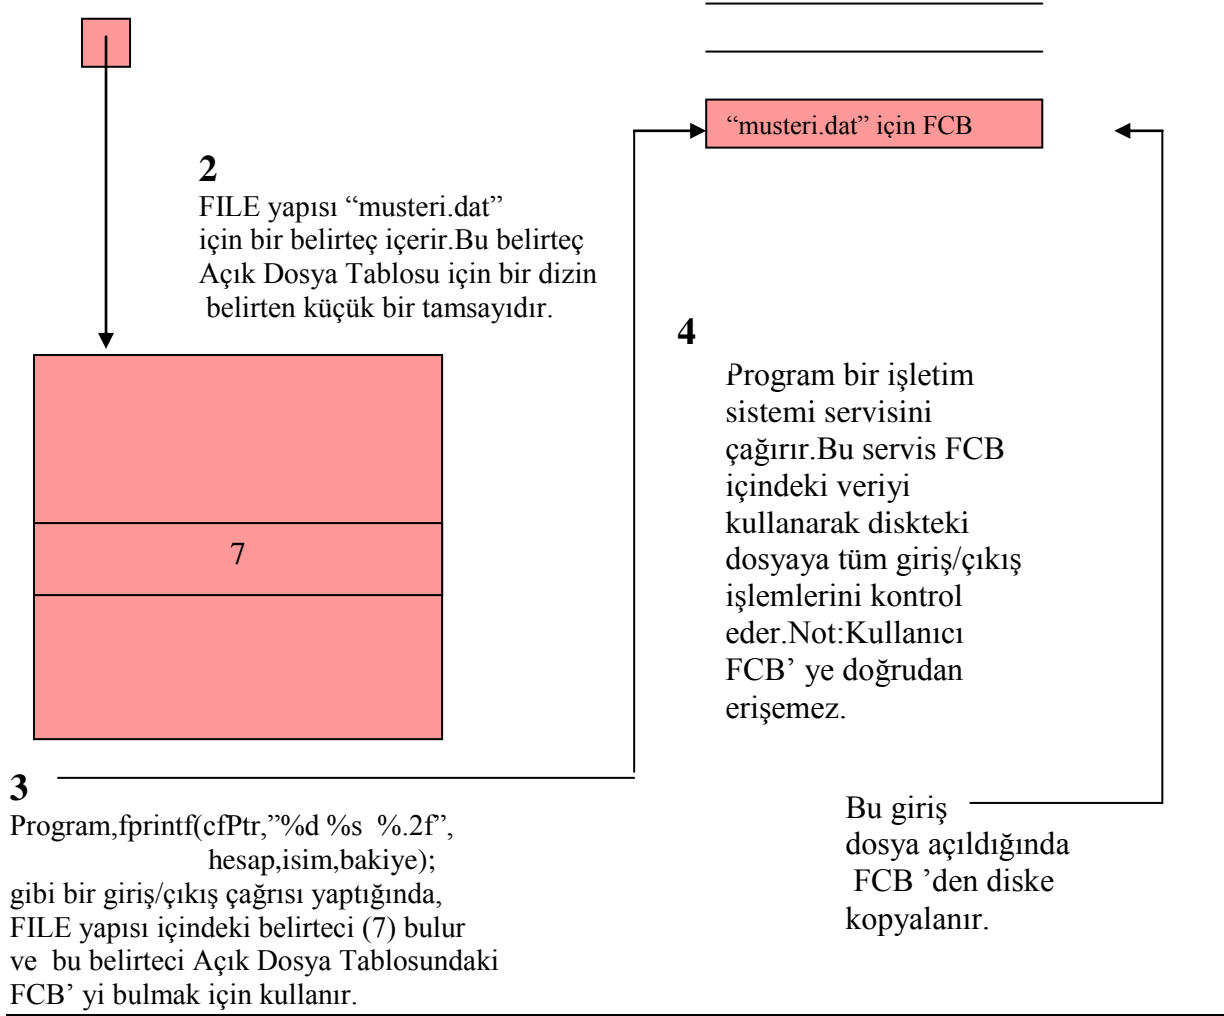 “musteri.dat” için FCB
2
FILE yapısı “musteri.dat”
için bir belirteç içerir.Bu belirteç
Açık Dosya Tablosu için bir dizin
belirten küçük bir tamsayıdır.
4
Program bir işletim
sistemi servisini
çağırır.Bu servis FCB
içindeki veriyi
kullanarak diskteki
dosyaya tüm giriş/çıkış
işlemlerini kontrol
eder.Not:Kullanıcı
FCB’ ye doğrudan
erişemez.
7
3
Program,fprintf(cfPtr,”%d %s %.2f”,
hesap,isim,bakiye);
gibi bir giriş/çıkış çağrısı yaptığında,
FILE yapısı içindeki belirteci (7) bulur
ve bu belirteci Açık Dosya Tablosundaki
FCB’ yi bulmak için kullanır.
Bu giriş
dosya açıldığında
FCB ’den diske
kopyalanır.